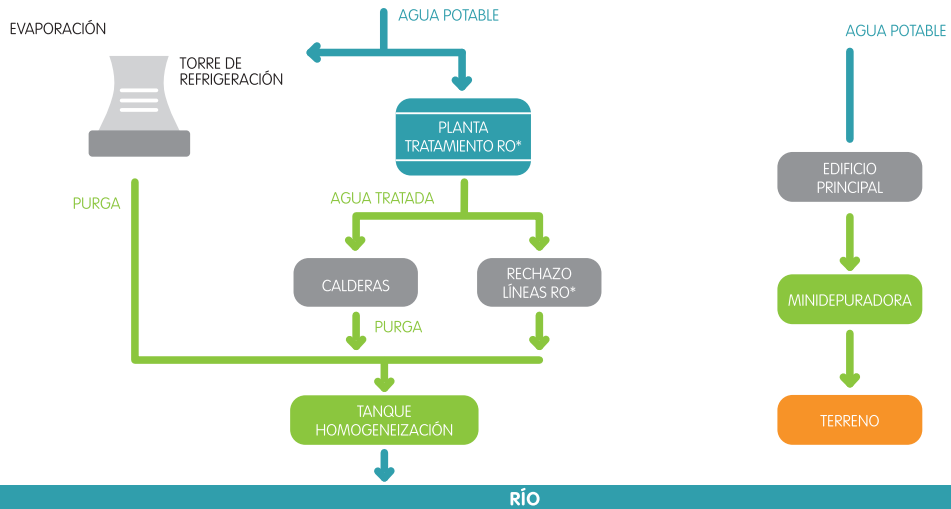 AGUA POTABLE
EVAPORACIÓN
TORRE DE
REFRIGERACIÓN
PLANTA
TRATAMIENTO RO*
PURGA
AGUA TRATADA
CALDERAS
RECHAZO
LÍNEAS RO*
PURGA
TANQUE
HOMOGENEIZACIÓN
AGUA POTABLE
EDIFICIO
PRINCIPAL
MINIDEPURADORA
TERRENO
RÍO